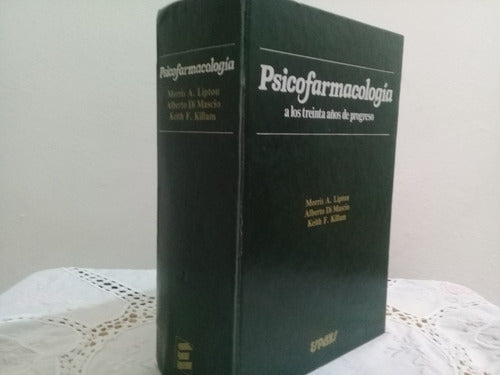 Psicofarmacología
Morris A. Lipton
Alberto Di Mascio
Keith F. Killam
Psicofarmacología
a los treinta años de progreso
Morris A. Lipton
Alberto Di Mascio
Keith F. Killam